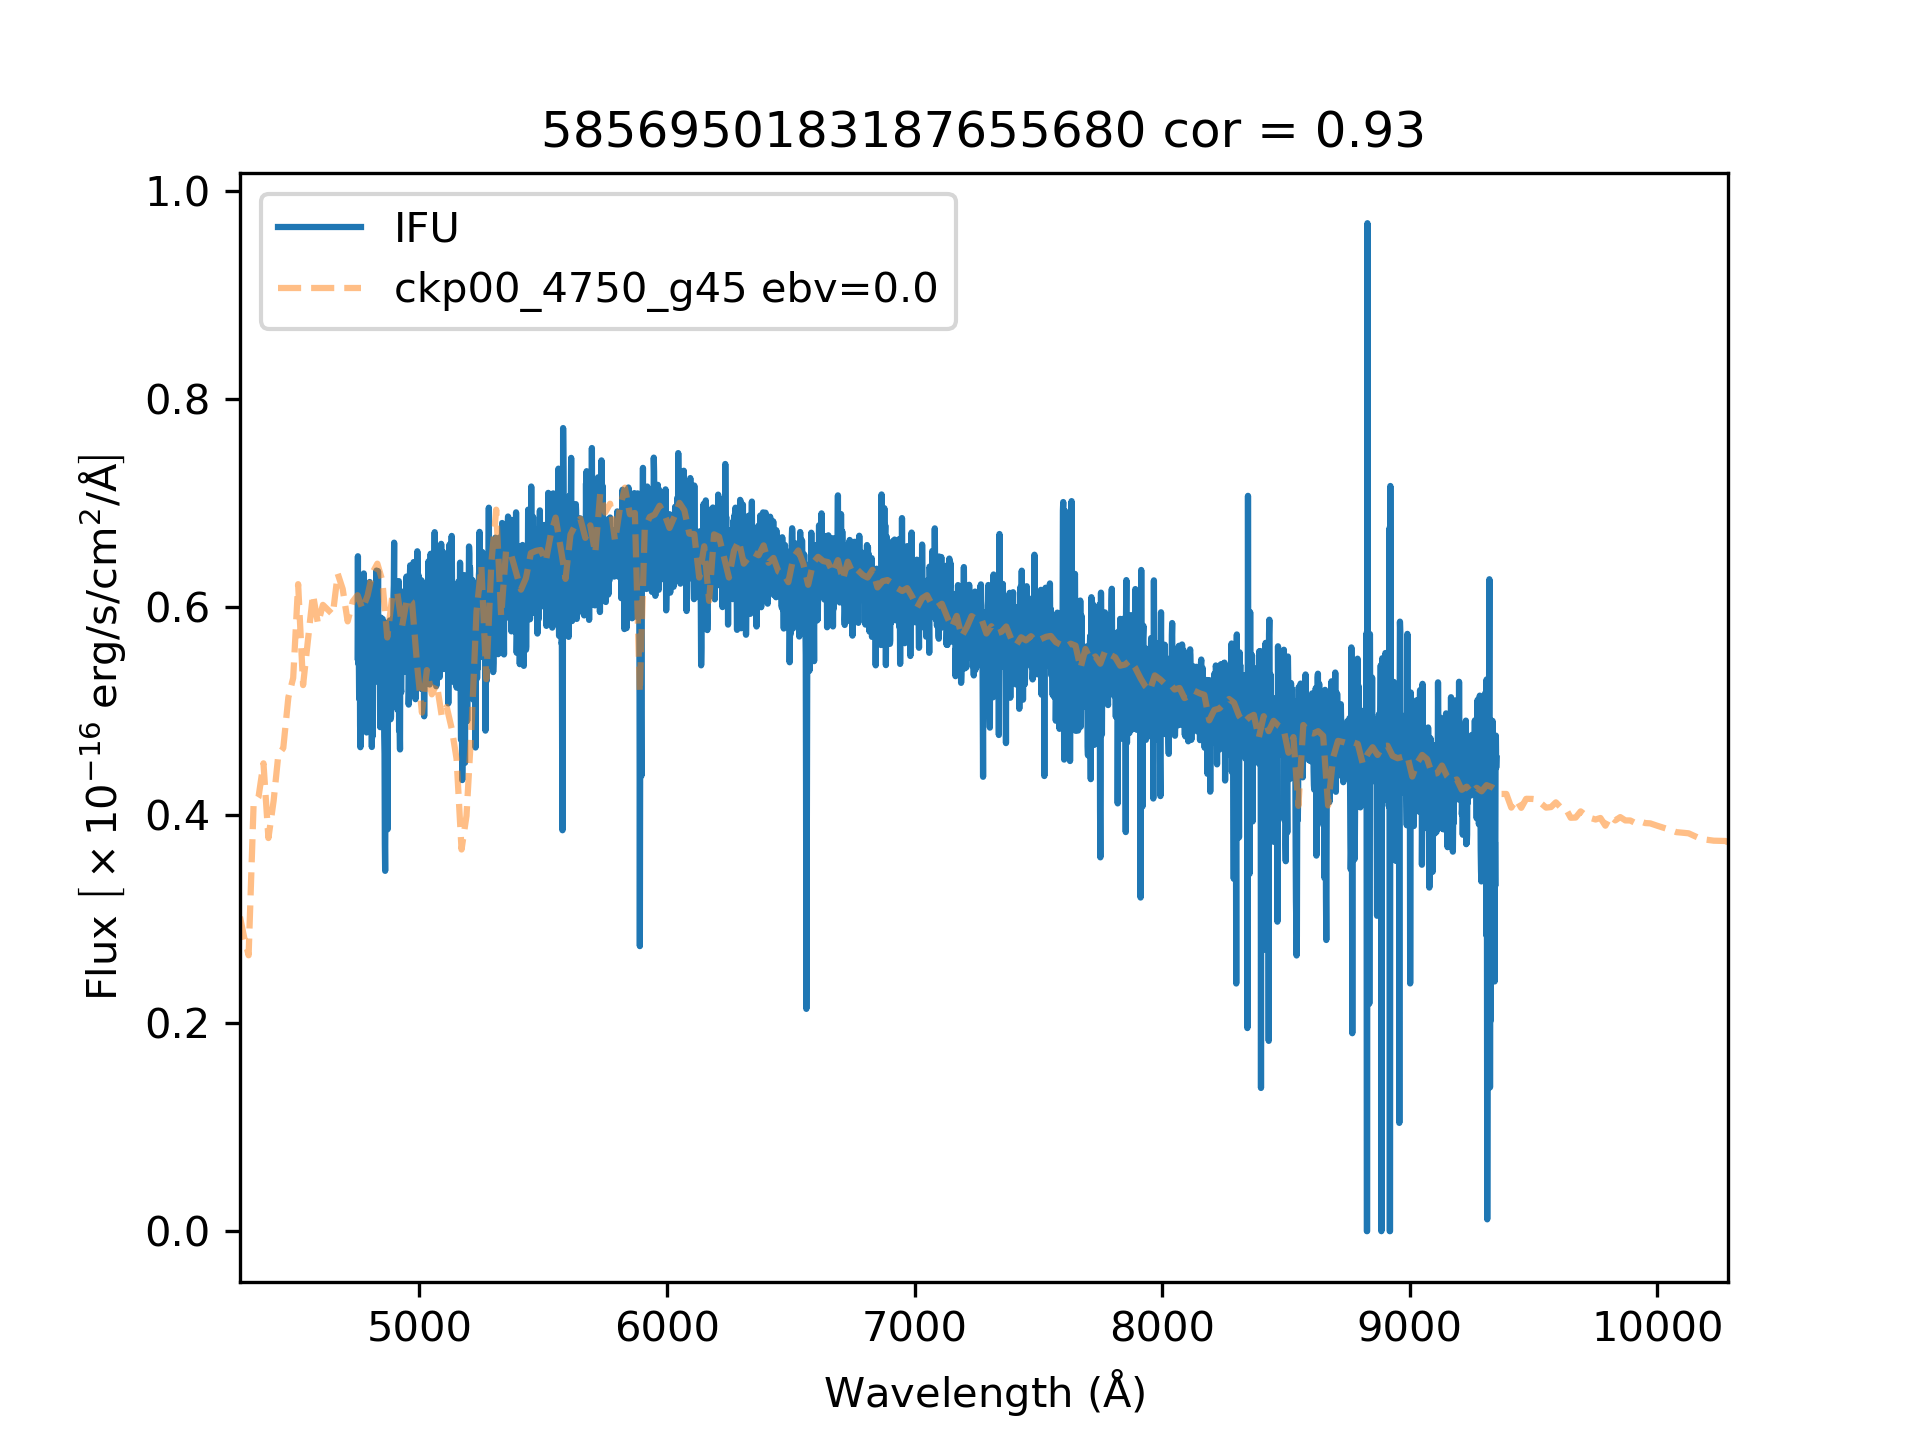 5856950183187655680 cor = 0.93
IFU
ckp00_4750_g45 ebv=0.0
1.0
0.8
0.6
0.4
0.2
0.0
Flux [× 10⁻¹⁶ erg/s/cm²/Å]
5000 6000 7000 8000 9000 10000
Wavelength (Å)